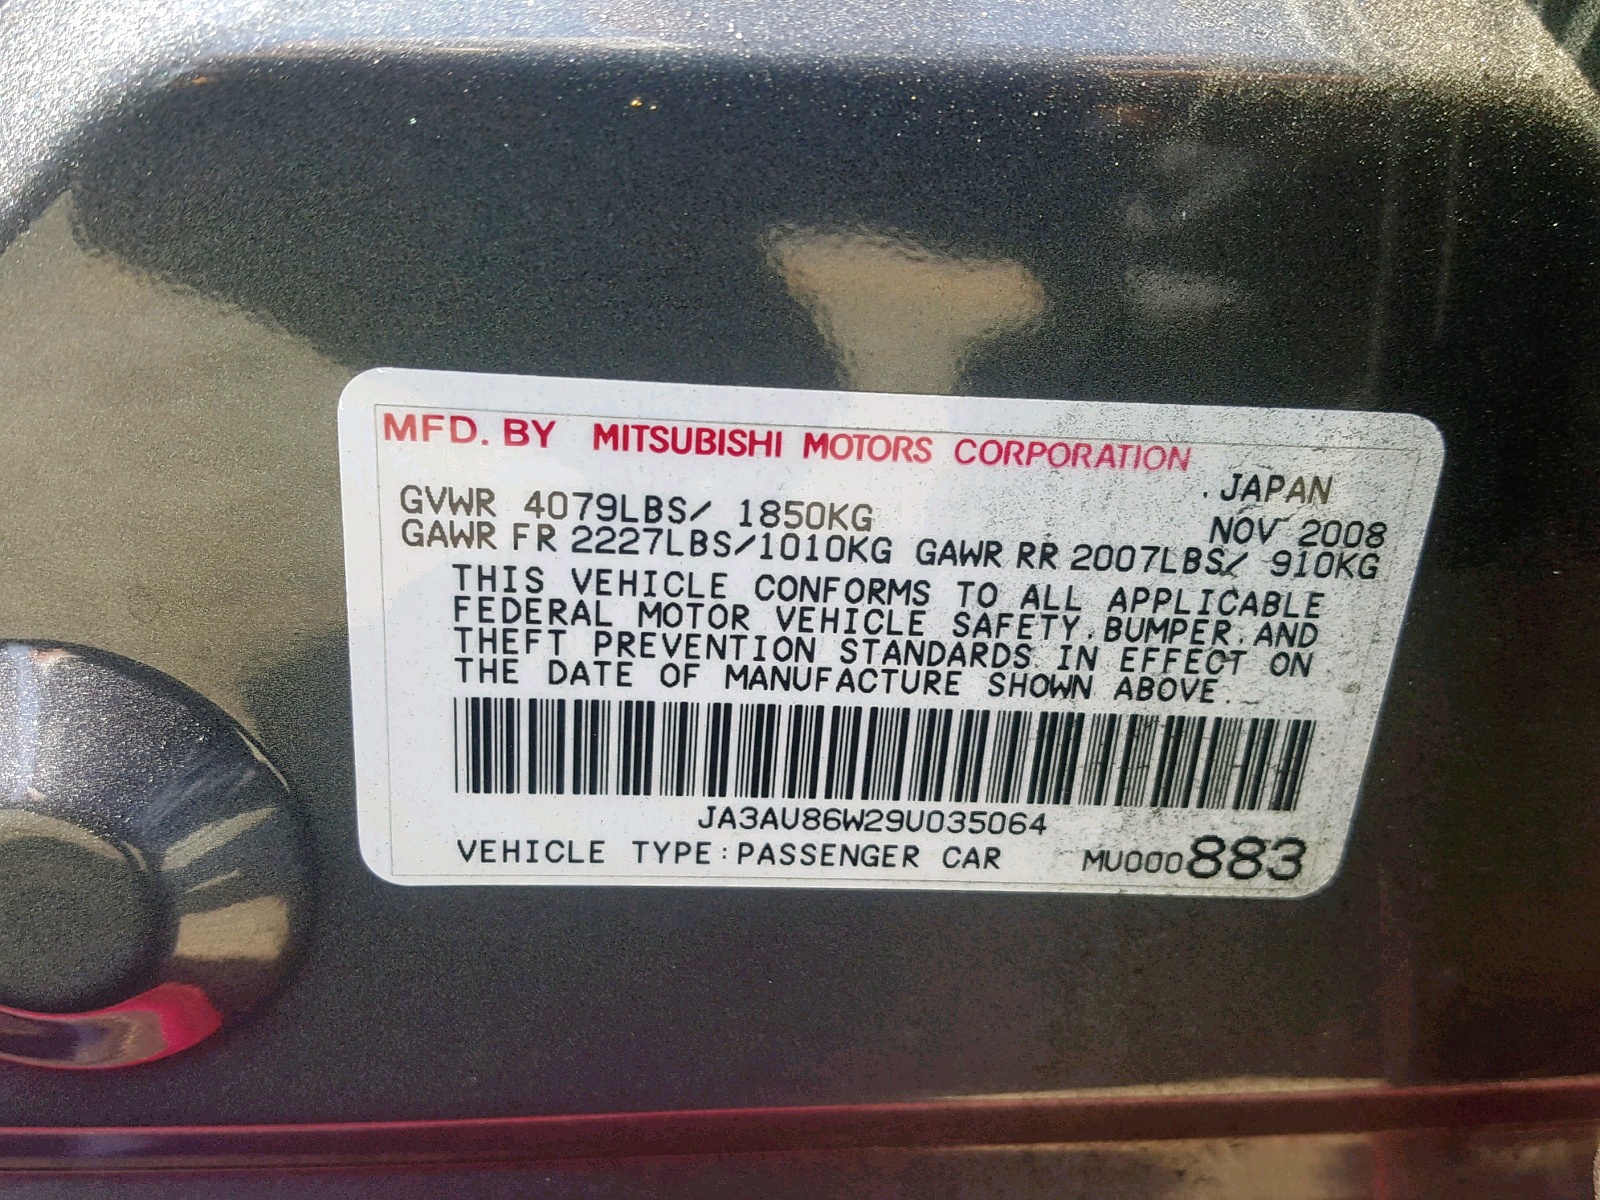 MFD. BY MITSUBISHI MOTORS CORPORATION
. JAPAN
GVWR 4079LBS/ 1850KG NOV 2008
GAWR FR 2227LBS/1010KG GAWR RR 2007LBS/ 910KG
THIS VEHICLE CONFORMS TO ALL APPLICABLE
FEDERAL MOTOR VEHICLE SAFETY, BUMPER, AND
THEFT PREVENTION STANDARDS IN EFFECT ON
THE DATE OF MANUFACTURE SHOWN ABOVE.
JA3AU86W29U035064
VEHICLE TYPE:PASSENGER CAR MU000883